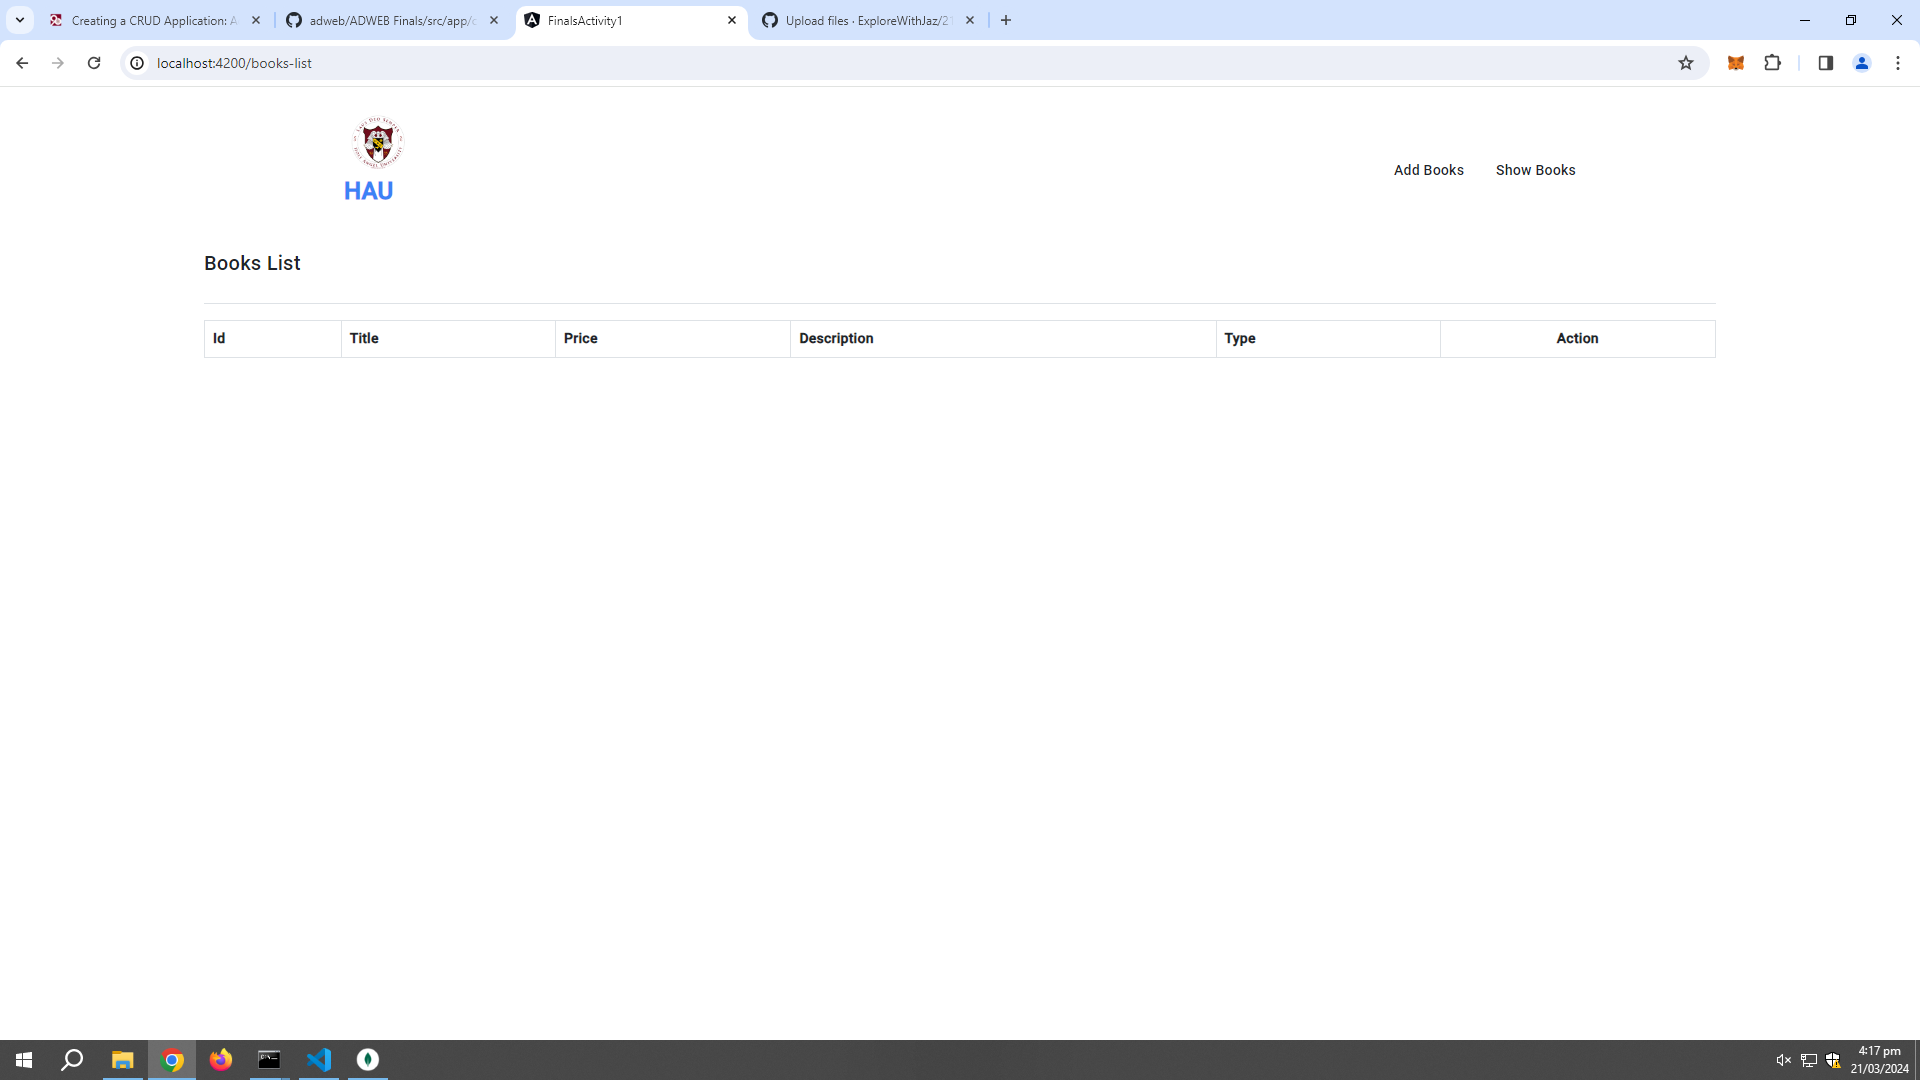 Creating a CRUD Application: A
adweb/ADWEB Finals/src/app/c
FinalsActivity1
Upload files · ExploreWithJaz/21
localhost:4200/books-list
HAU
Add Books
Show Books
Books List
Id
Title
Price
Description
Type
Action
4:17 pm
21/03/2024